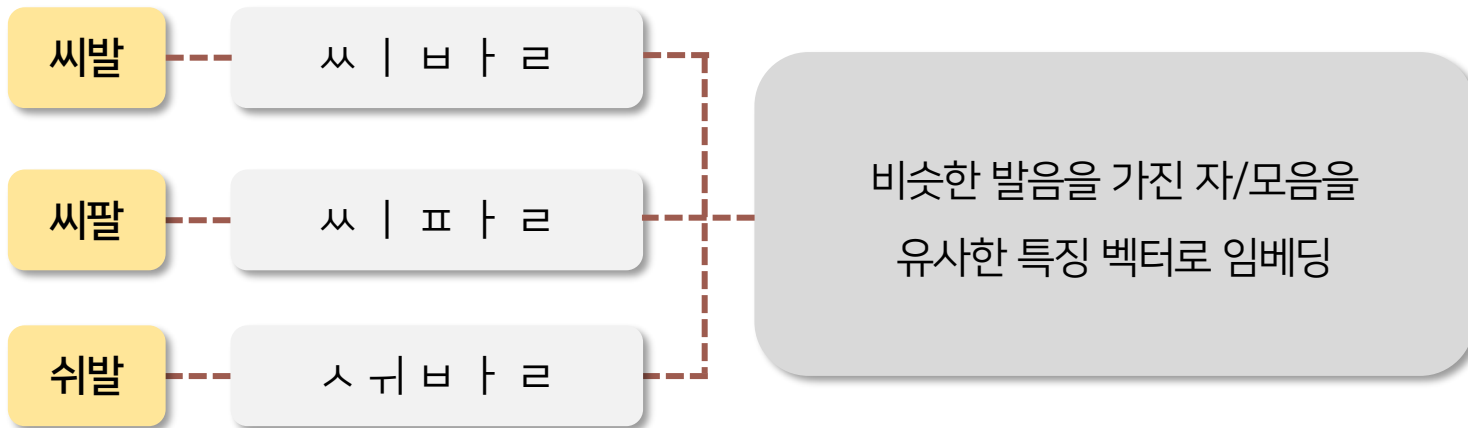 씨발 ㅆ ㅣ ㅂ ㅏ ㄹ
씨팔 ㅆ ㅣ ㅍ ㅏ ㄹ
쉬발 ㅅ ㅟ ㅂ ㅏ ㄹ
비슷한 발음을 가진 자/모음을
유사한 특징 벡터로 임베딩